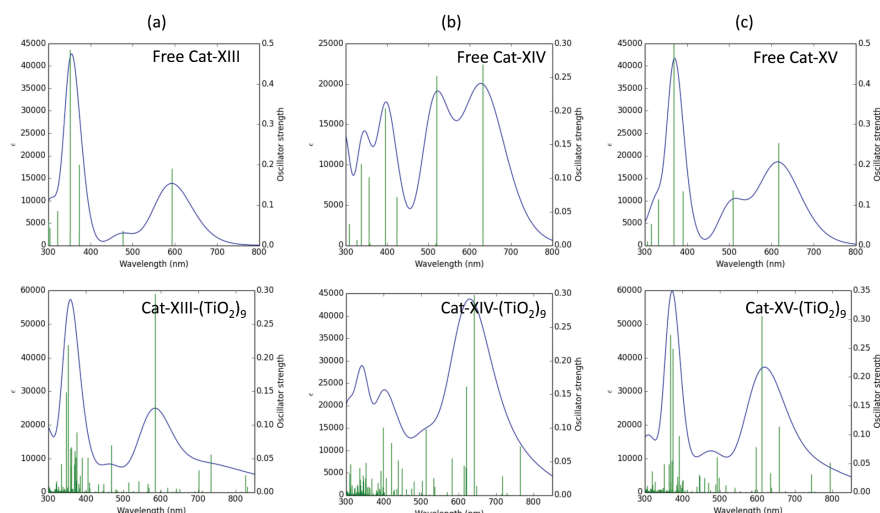 (a) (b) (c)
Free Cat-XIII
45000
40000
35000
30000
25000
20000
15000
10000
5000
0
ε
0.5
0.4
0.3
0.2
0.1
0.0
Oscillator strength
300 400 500 600 700 800
Wavelength (nm)
Free Cat-XIV
25000
20000
15000
10000
5000
0
ε
0.30
0.25
0.20
0.15
0.10
0.05
0.00
Oscillator strength
300 400 500 600 700 800
Wavelength (nm)
Free Cat-XV
45000
40000
35000
30000
25000
20000
15000
10000
5000
0
ε
0.5
0.4
0.3
0.2
0.1
0.0
Oscillator strength
300 400 500 600 700 800
Wavelength (nm)
Cat-XIII-(TiO₂)₉
60000
50000
40000
30000
20000
10000
0
ε
0.30
0.25
0.20
0.15
0.10
0.05
0.00
Oscillator strength
300 400 500 600 700 800
Wavelength (nm)
Cat-XIV-(TiO₂)₉
45000
40000
35000
30000
25000
20000
15000
10000
5000
0
ε
0.30
0.25
0.20
0.15
0.10
0.05
0.00
Oscillator strength
300 400 500 600 700 800
Wavelength (nm)
Cat-XV-(TiO₂)₉
60000
50000
40000
30000
20000
10000
0
ε
0.35
0.30
0.25
0.20
0.15
0.10
0.05
0.00
Oscillator strength
300 400 500 600 700 800
Wavelength (nm)